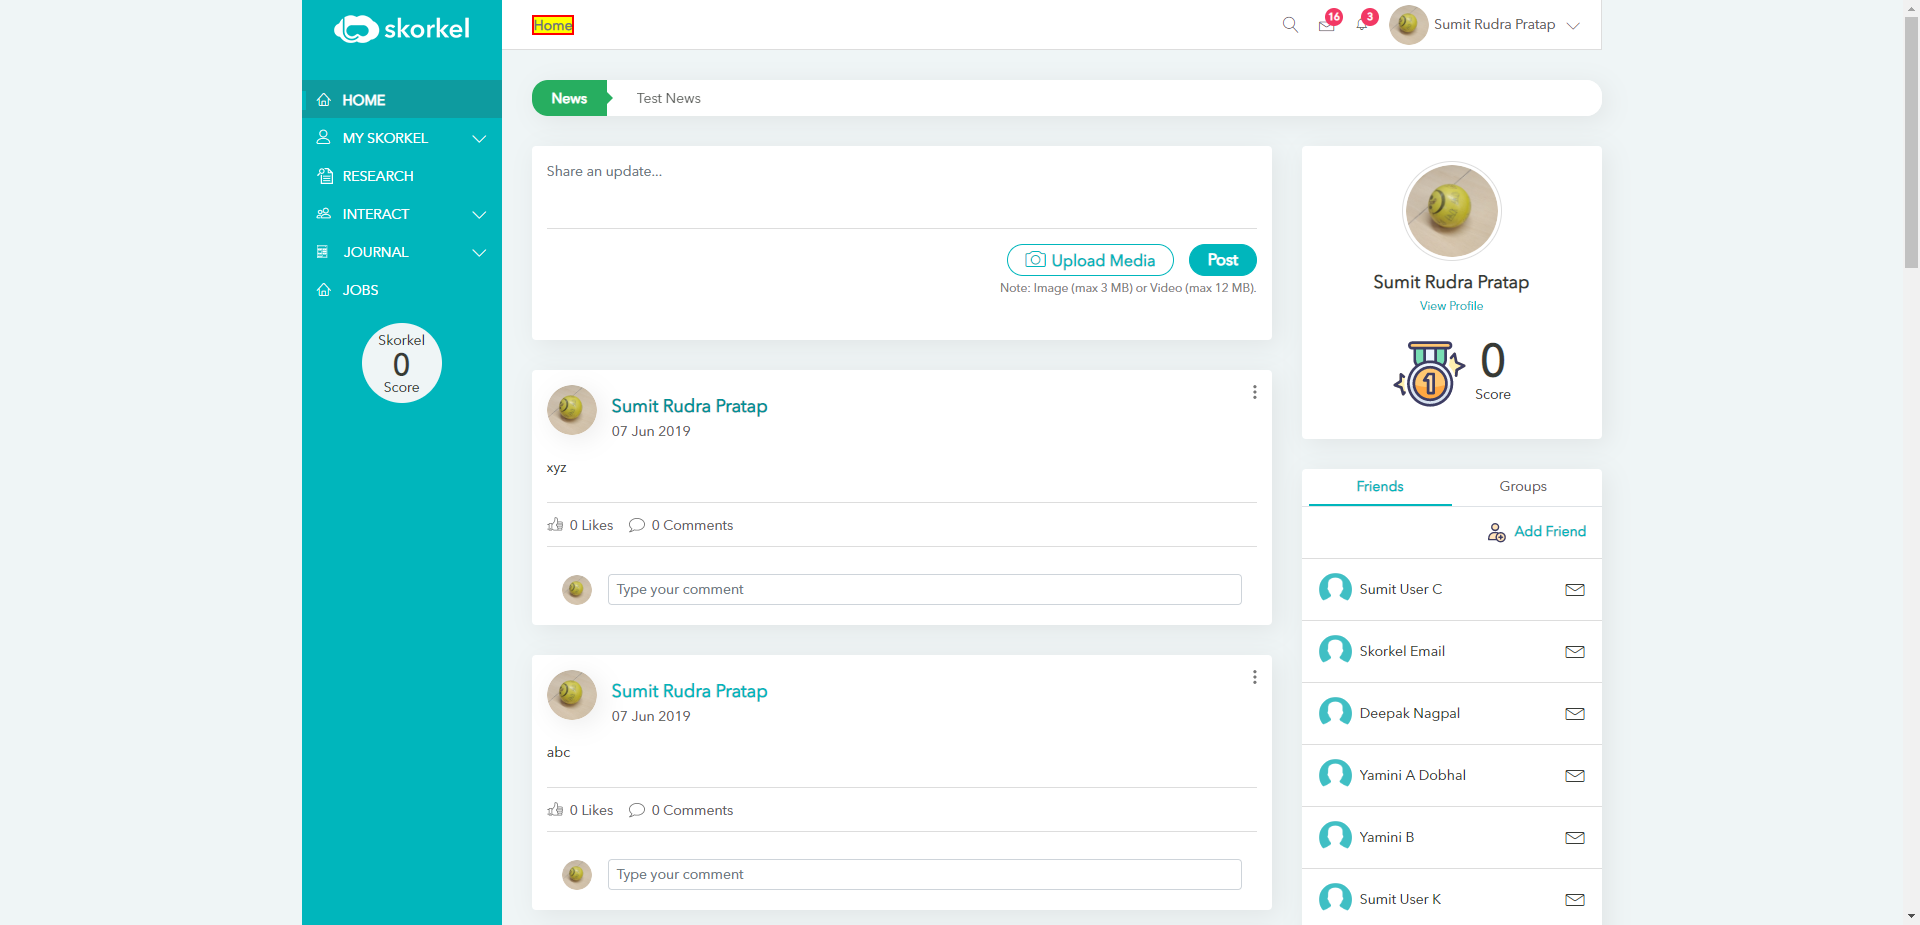 skorkel
Home
16
3
Sumit Rudra Pratap
HOME
MY SKORKEL
RESEARCH
INTERACT
JOURNAL
JOBS
Skorkel
0
Score
News
Test News
Share an update...
Upload Media
Post
Note: Image (max 3 MB) or Video (max 12 MB).
Sumit Rudra Pratap
07 Jun 2019
xyz
0 Likes
0 Comments
Type your comment
Sumit Rudra Pratap
07 Jun 2019
abc
0 Likes
0 Comments
Type your comment
Sumit Rudra Pratap
View Profile
1
0
Score
Friends
Groups
Add Friend
Sumit User C
Skorkel Email
Deepak Nagpal
Yamini A Dobhal
Yamini B
Sumit User K